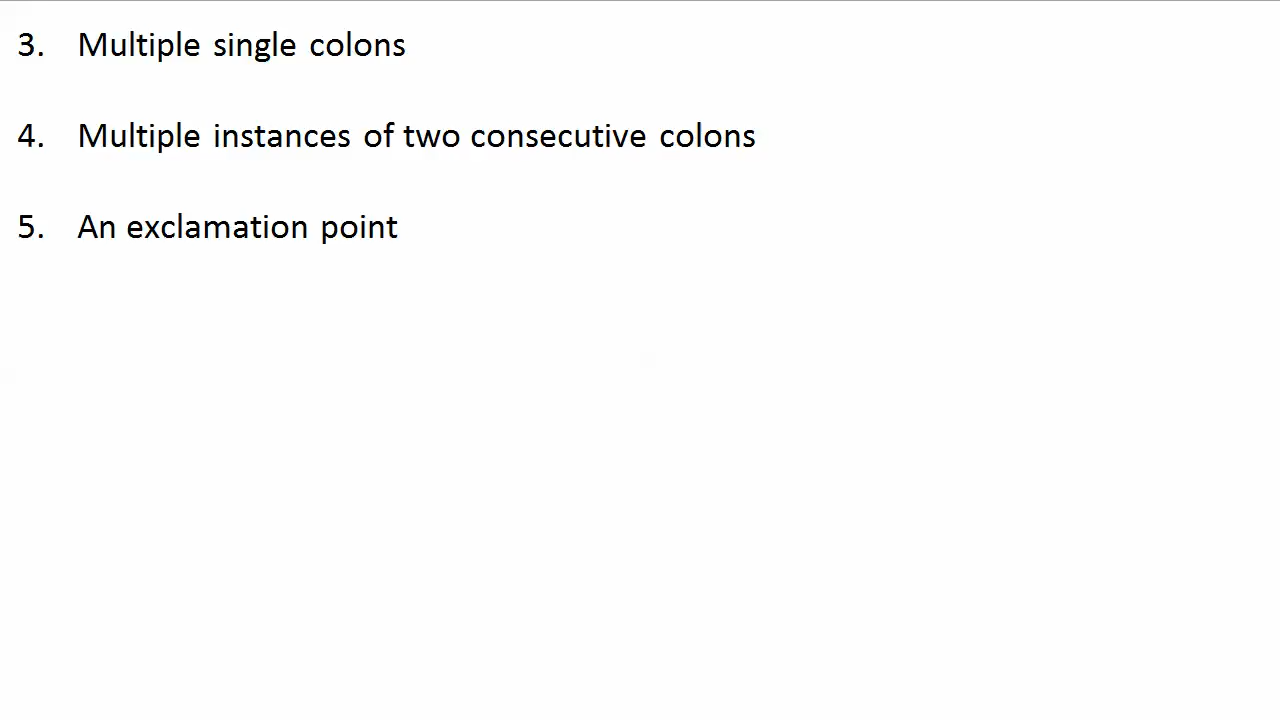 3. Multiple single colons
4. Multiple instances of two consecutive colons
5. An exclamation point